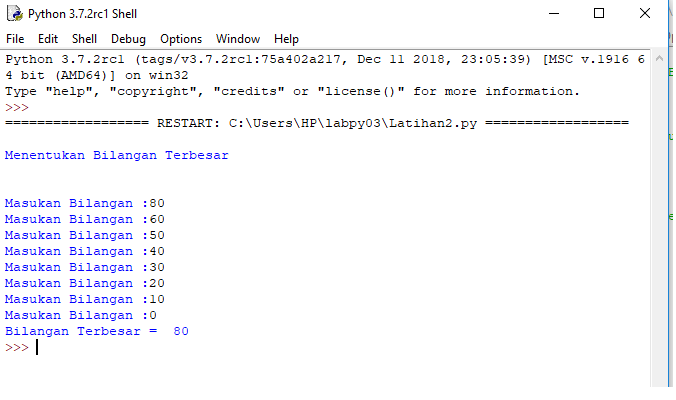 Python 3.7.2rc1 Shell
File Edit Shell Debug Options Window Help
Python 3.7.2rc1 (tags/v3.7.2rc1:75a402a217, Dec 11 2018, 23:05:39) [MSC v.1916 6
4 bit (AMD64)] on win32
Type "help", "copyright", "credits" or "license()" for more information.
>>>
================== RESTART: C:\Users\HP\labpy03\Latihan2.py ==================
Menentukan Bilangan Terbesar
Masukan Bilangan :80
Masukan Bilangan :60
Masukan Bilangan :50
Masukan Bilangan :40
Masukan Bilangan :30
Masukan Bilangan :20
Masukan Bilangan :10
Masukan Bilangan :0
Bilangan Terbesar =  80
>>>